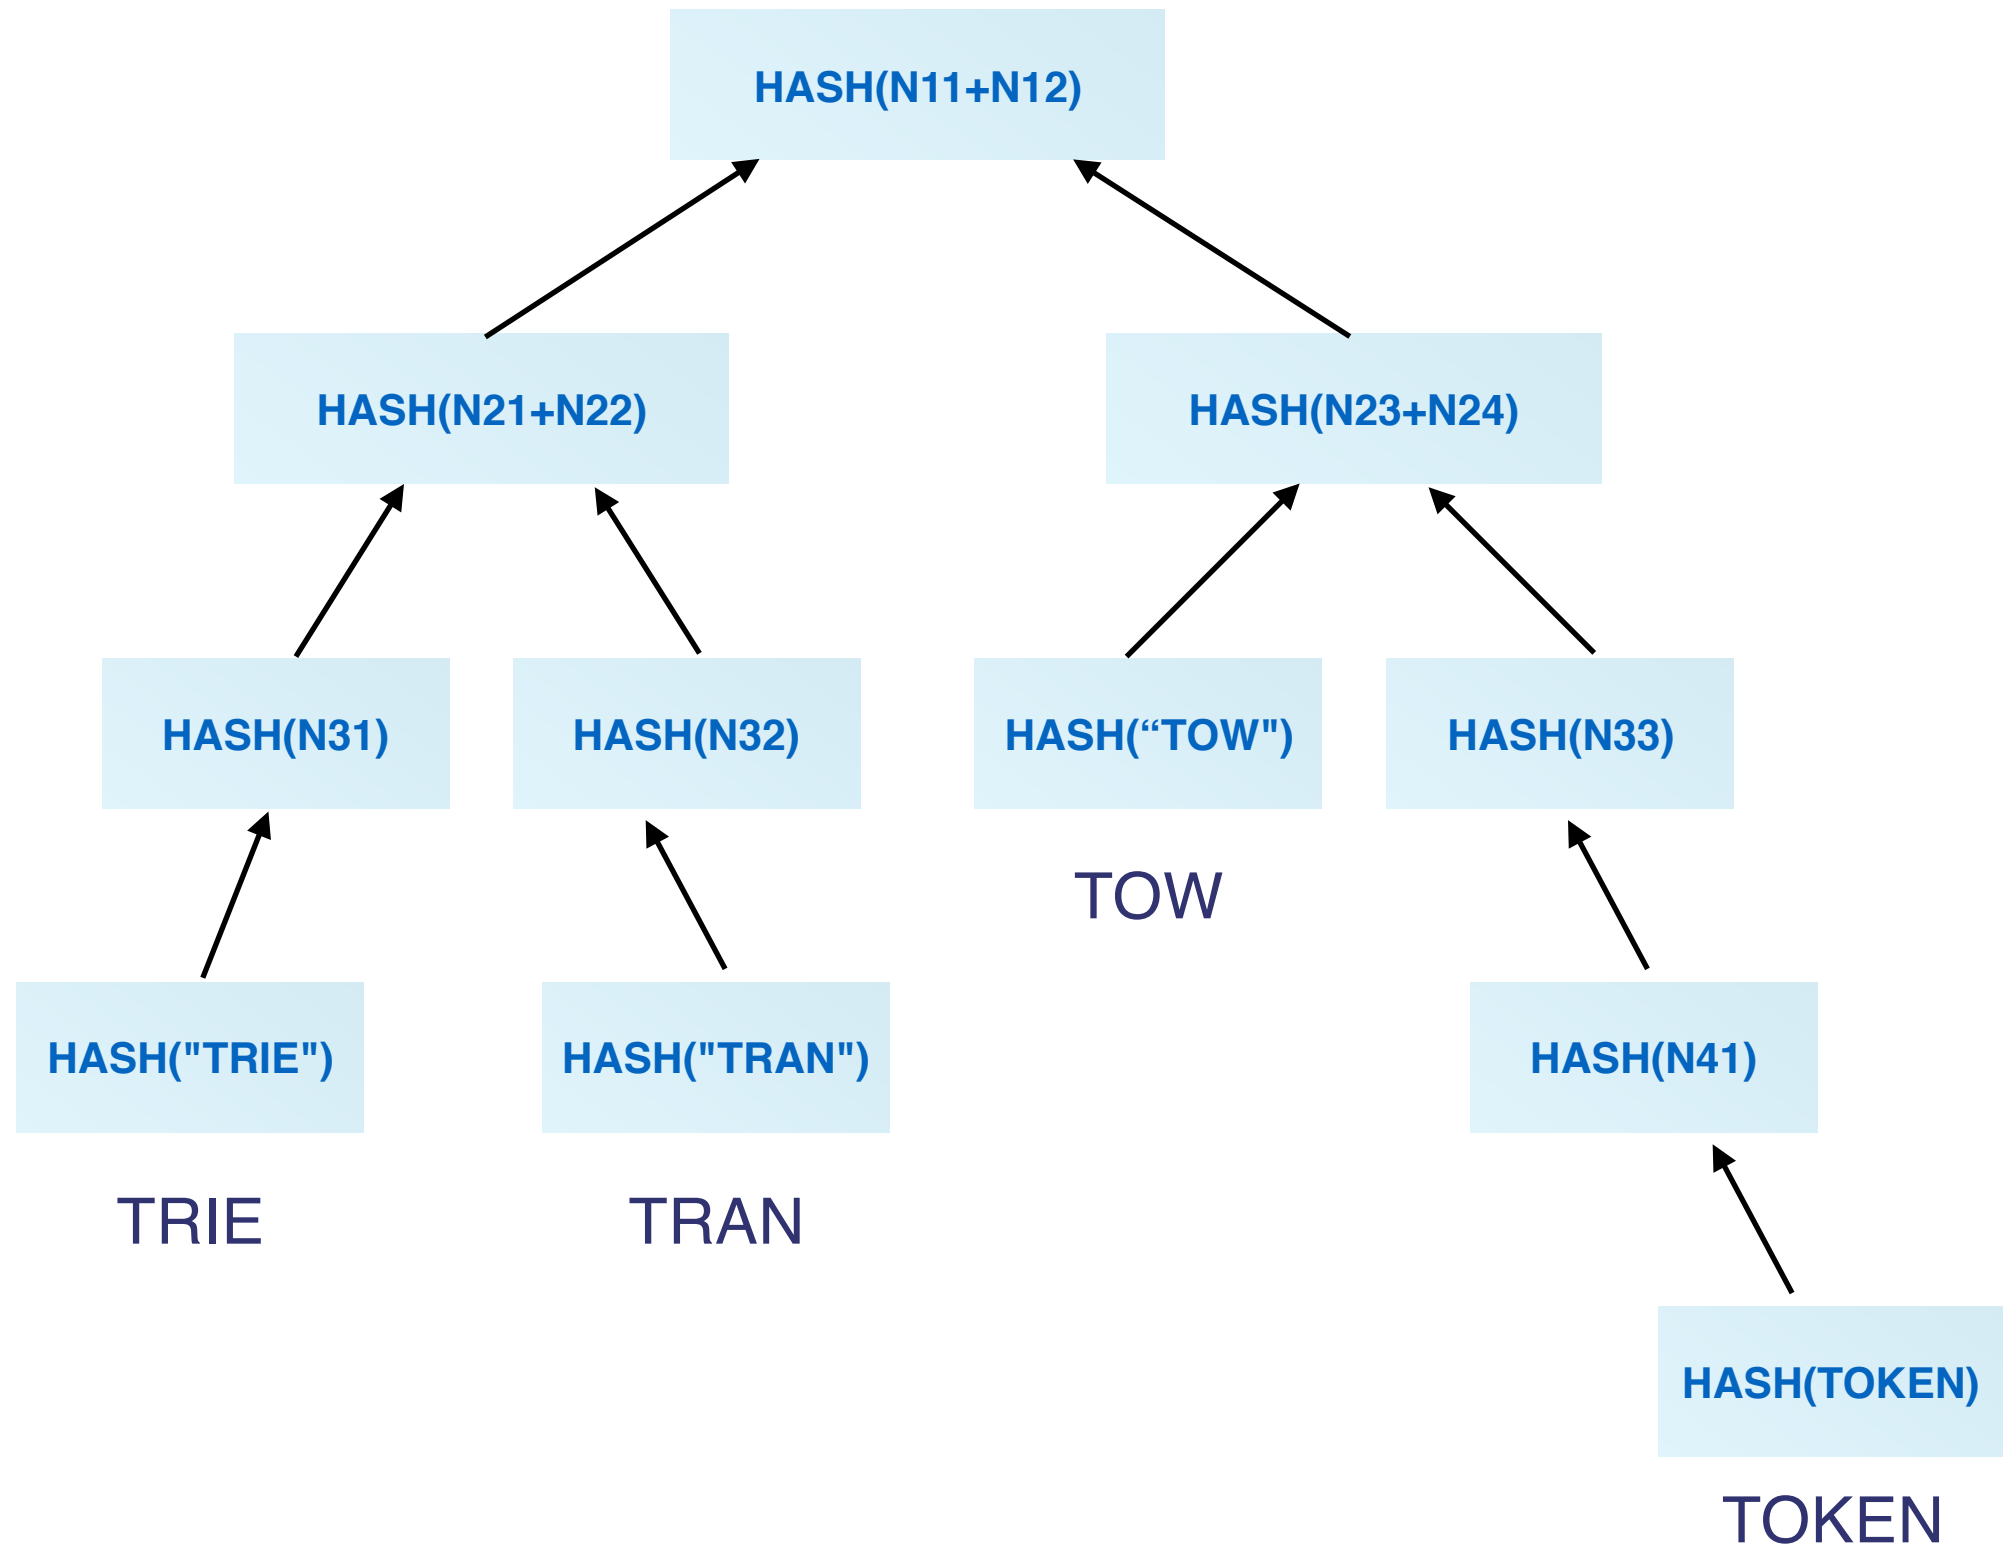 HASH(N11+N12)
HASH(N21+N22)
HASH(N23+N24)
HASH(N31)
HASH(N32)
HASH(“TOW")
HASH(N33)
TOW
HASH("TRIE")
HASH("TRAN")
HASH(N41)
TRIE
TRAN
HASH(TOKEN)
TOKEN